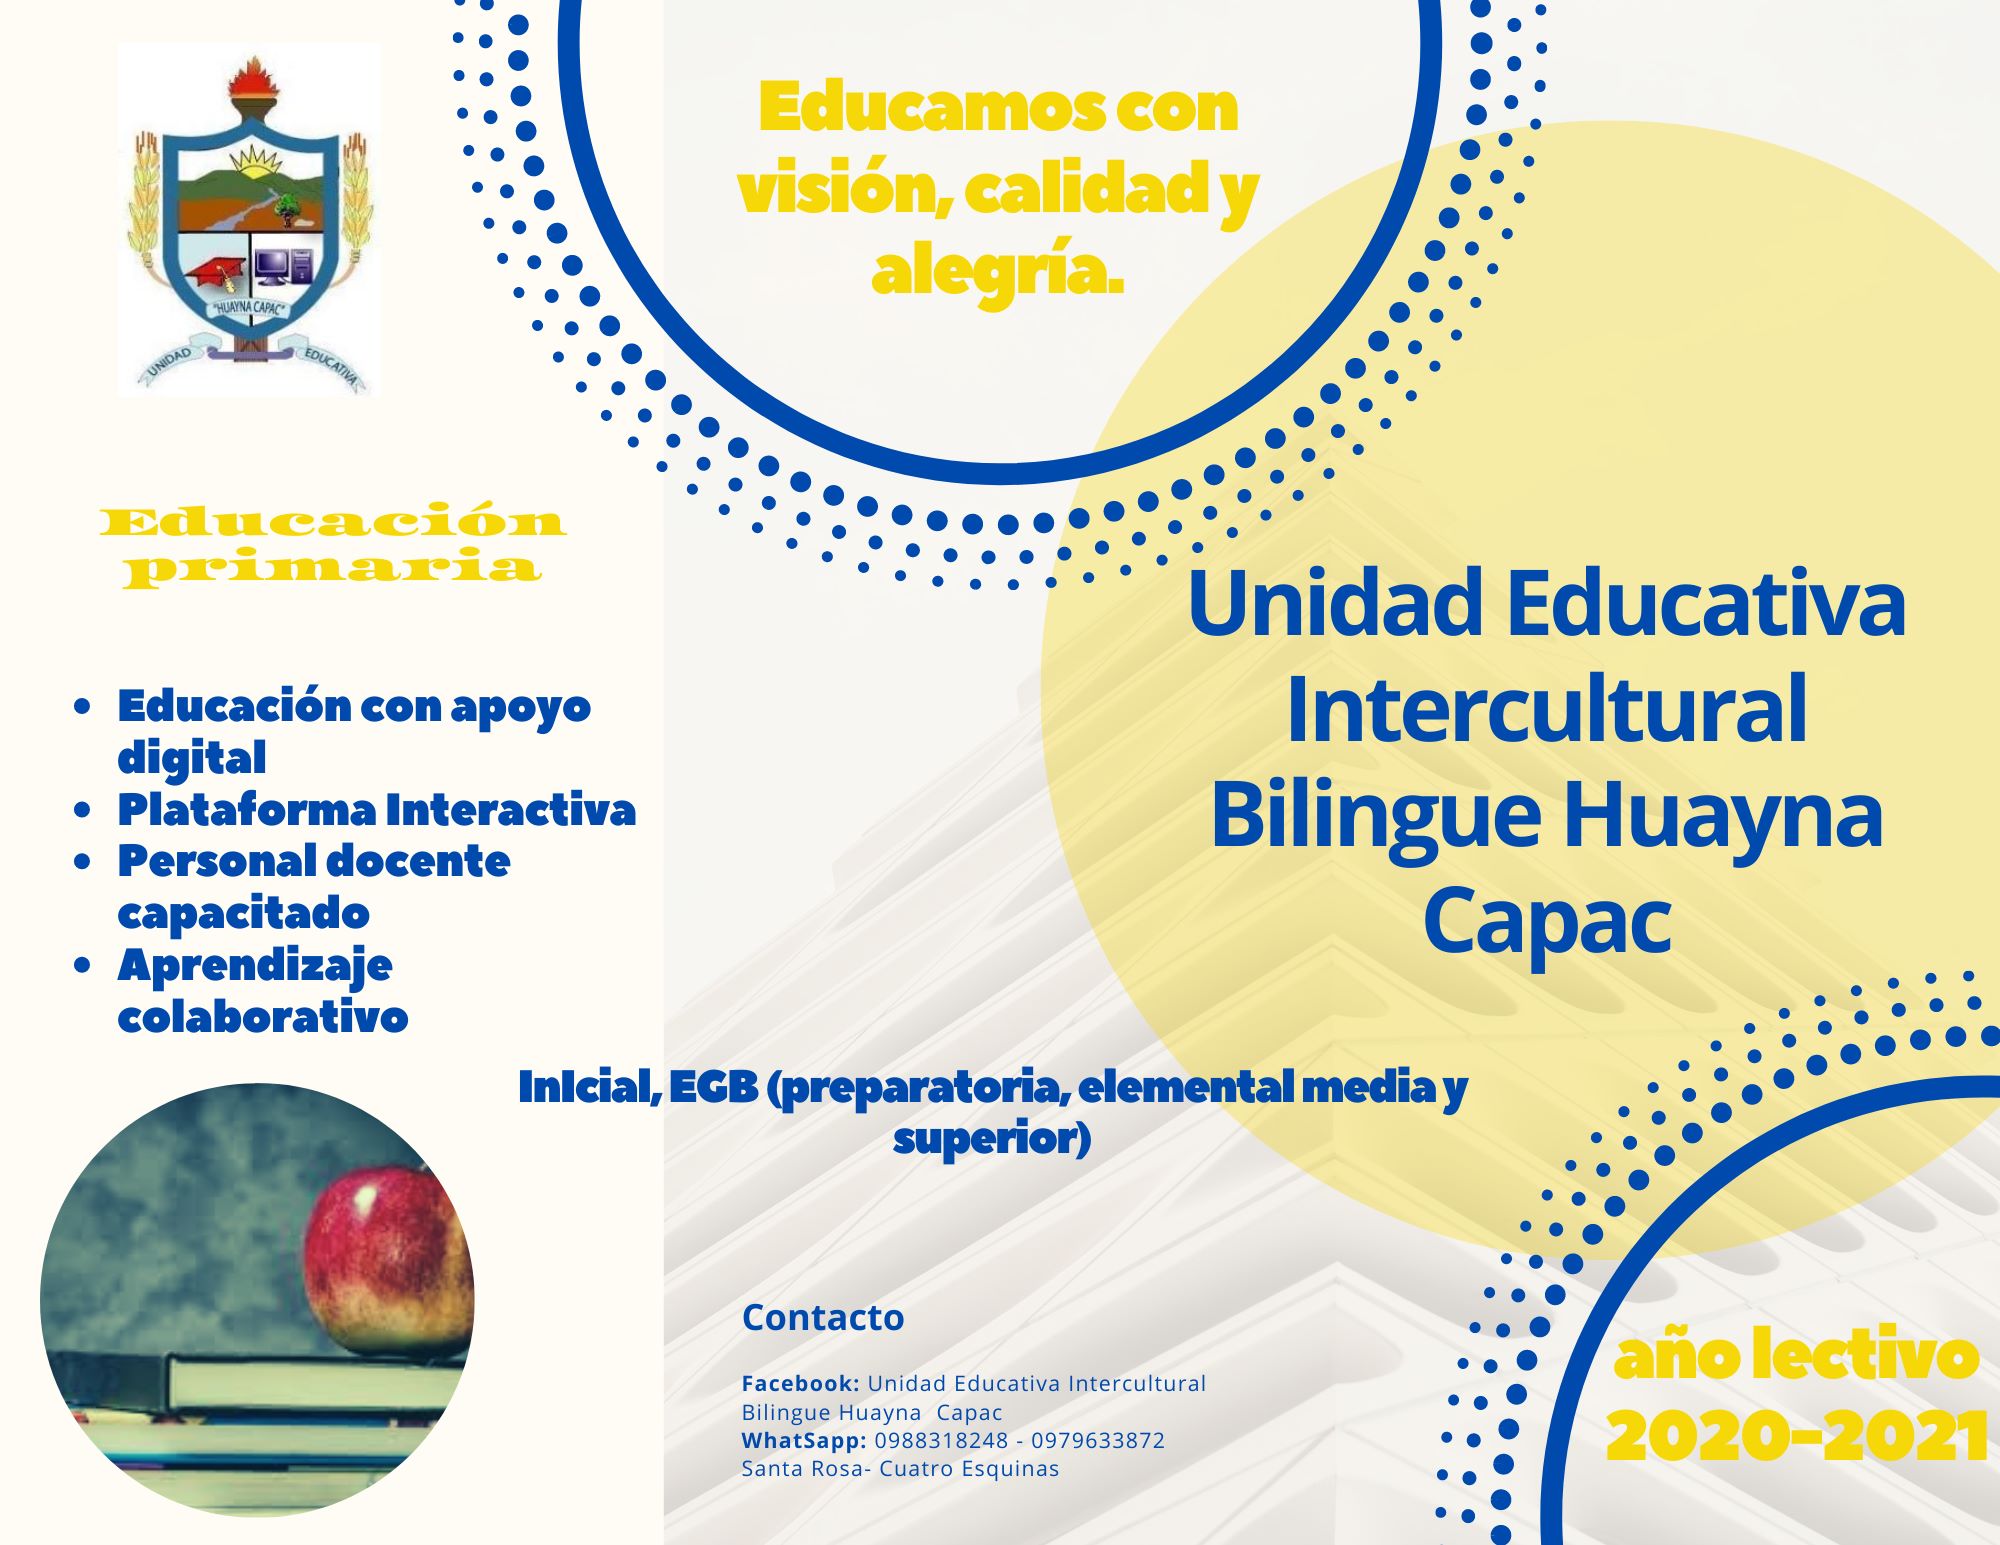 "HUAYNA CAPAC"
UNIDAD
EDUCATIVA
Educación
primaria
Educación con apoyo
digital
Plataforma Interactiva
Personal docente
capacitado
Aprendizaje
colaborativo
Educamos con
visión, calidad y
alegría.
InIcial, EGB (preparatoria, elemental media y
superior)
Contacto
Facebook: Unidad Educativa Intercultural
Bilingue Huayna Capac
WhatSapp: 0988318248 - 0979633872
Santa Rosa- Cuatro Esquinas
Unidad Educativa
Intercultural
Bilingue Huayna
Capac
año lectivo
2020-2021